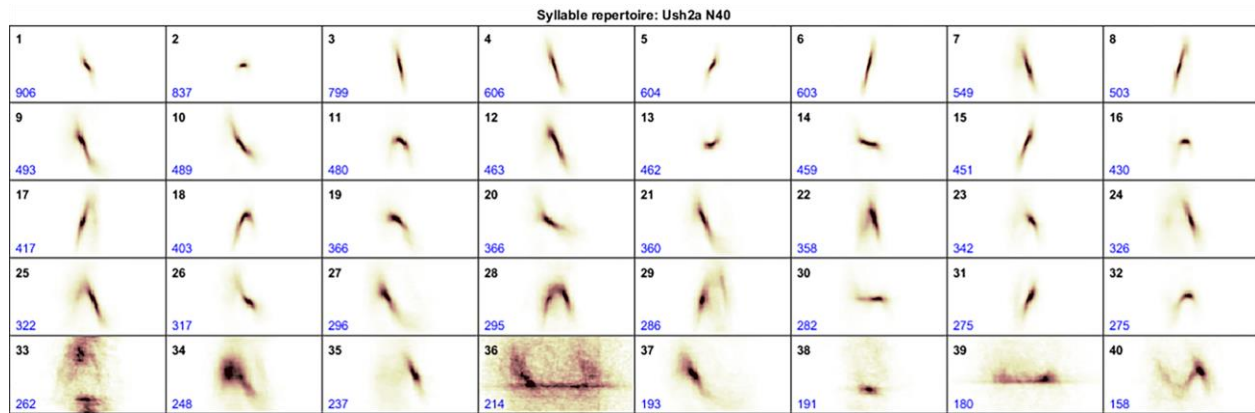 Syllable repertoire: Ush2a N40
1 2 3 4 5 6 7 8
906 837 799 606 604 603 549 503
9 10 11 12 13 14 15 16
493 489 480 463 462 459 451 430
17 18 19 20 21 22 23 24
417 403 366 366 360 358 342 326
25 26 27 28 29 30 31 32
322 317 296 295 286 282 275 275
33 34 35 36 37 38 39 40
262 248 237 214 193 191 180 158